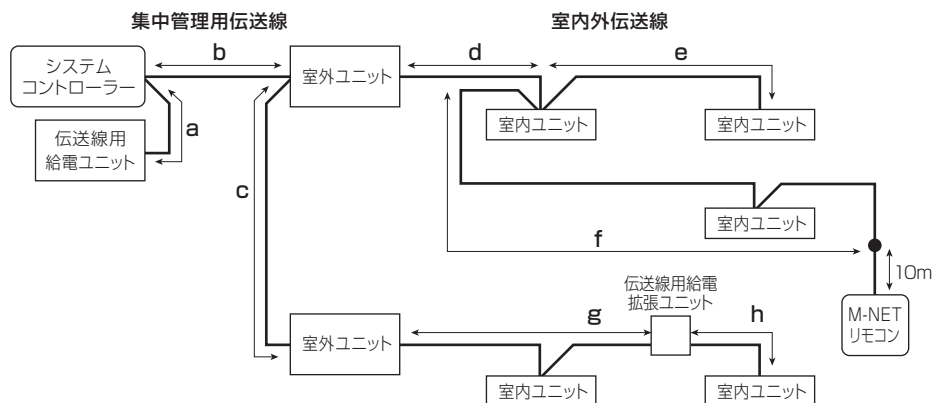 集中管理用伝送線
室内外伝送線
システム
コントローラー
b
室外ユニット
d
e
a
伝送線用
給電ユニット
室内ユニット
室内ユニット
c
室内ユニット
f
10m
M-NET
リモコン
伝送線用給電
拡張ユニット
g
h
室外ユニット
室内ユニット
室内ユニット